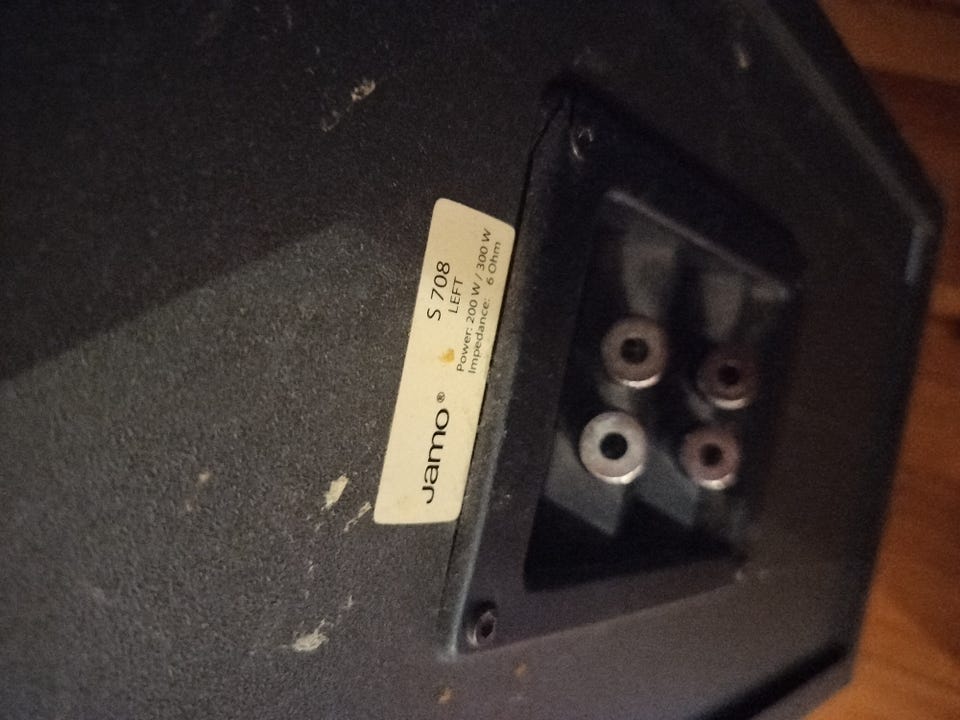 Jamo ®
S 708
LEFT
Power: 200 W / 300 W
Impedance: 6 Ohm